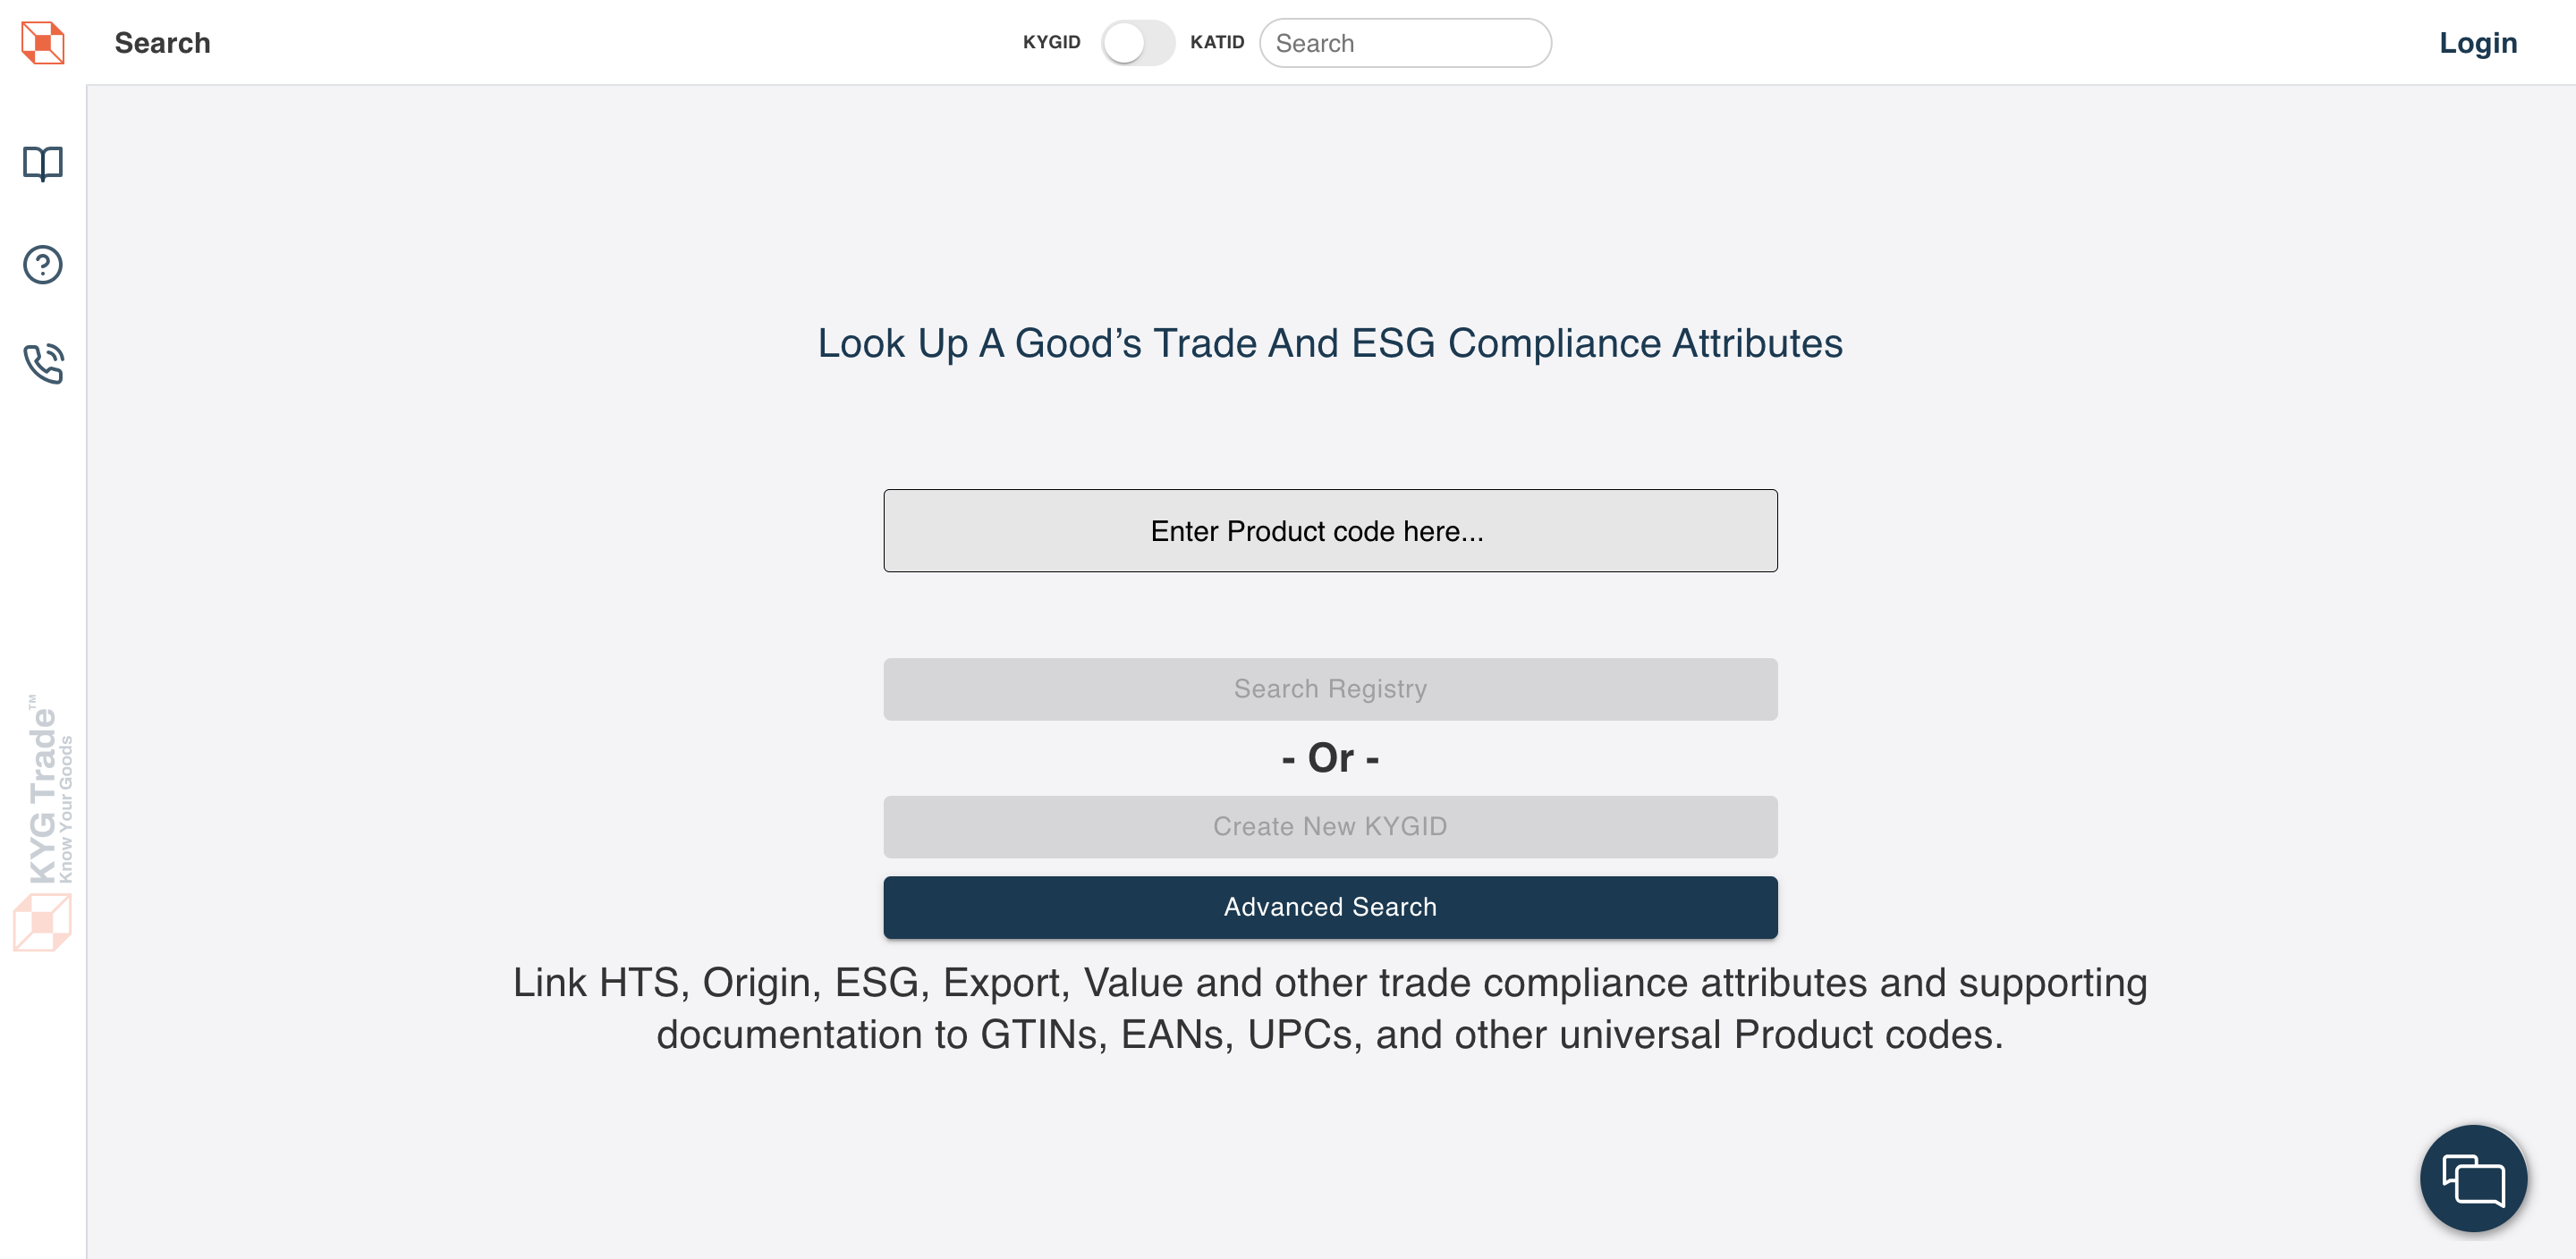 Search
KYGID
KATID
Search
Login
Look Up A Good’s Trade And ESG Compliance Attributes
Enter Product code here...
Search Registry
- Or -
Create New KYGID
Advanced Search
Link HTS, Origin, ESG, Export, Value and other trade compliance attributes and supporting
documentation to GTINs, EANs, UPCs, and other universal Product codes.
KYG Trade™
Know Your Goods